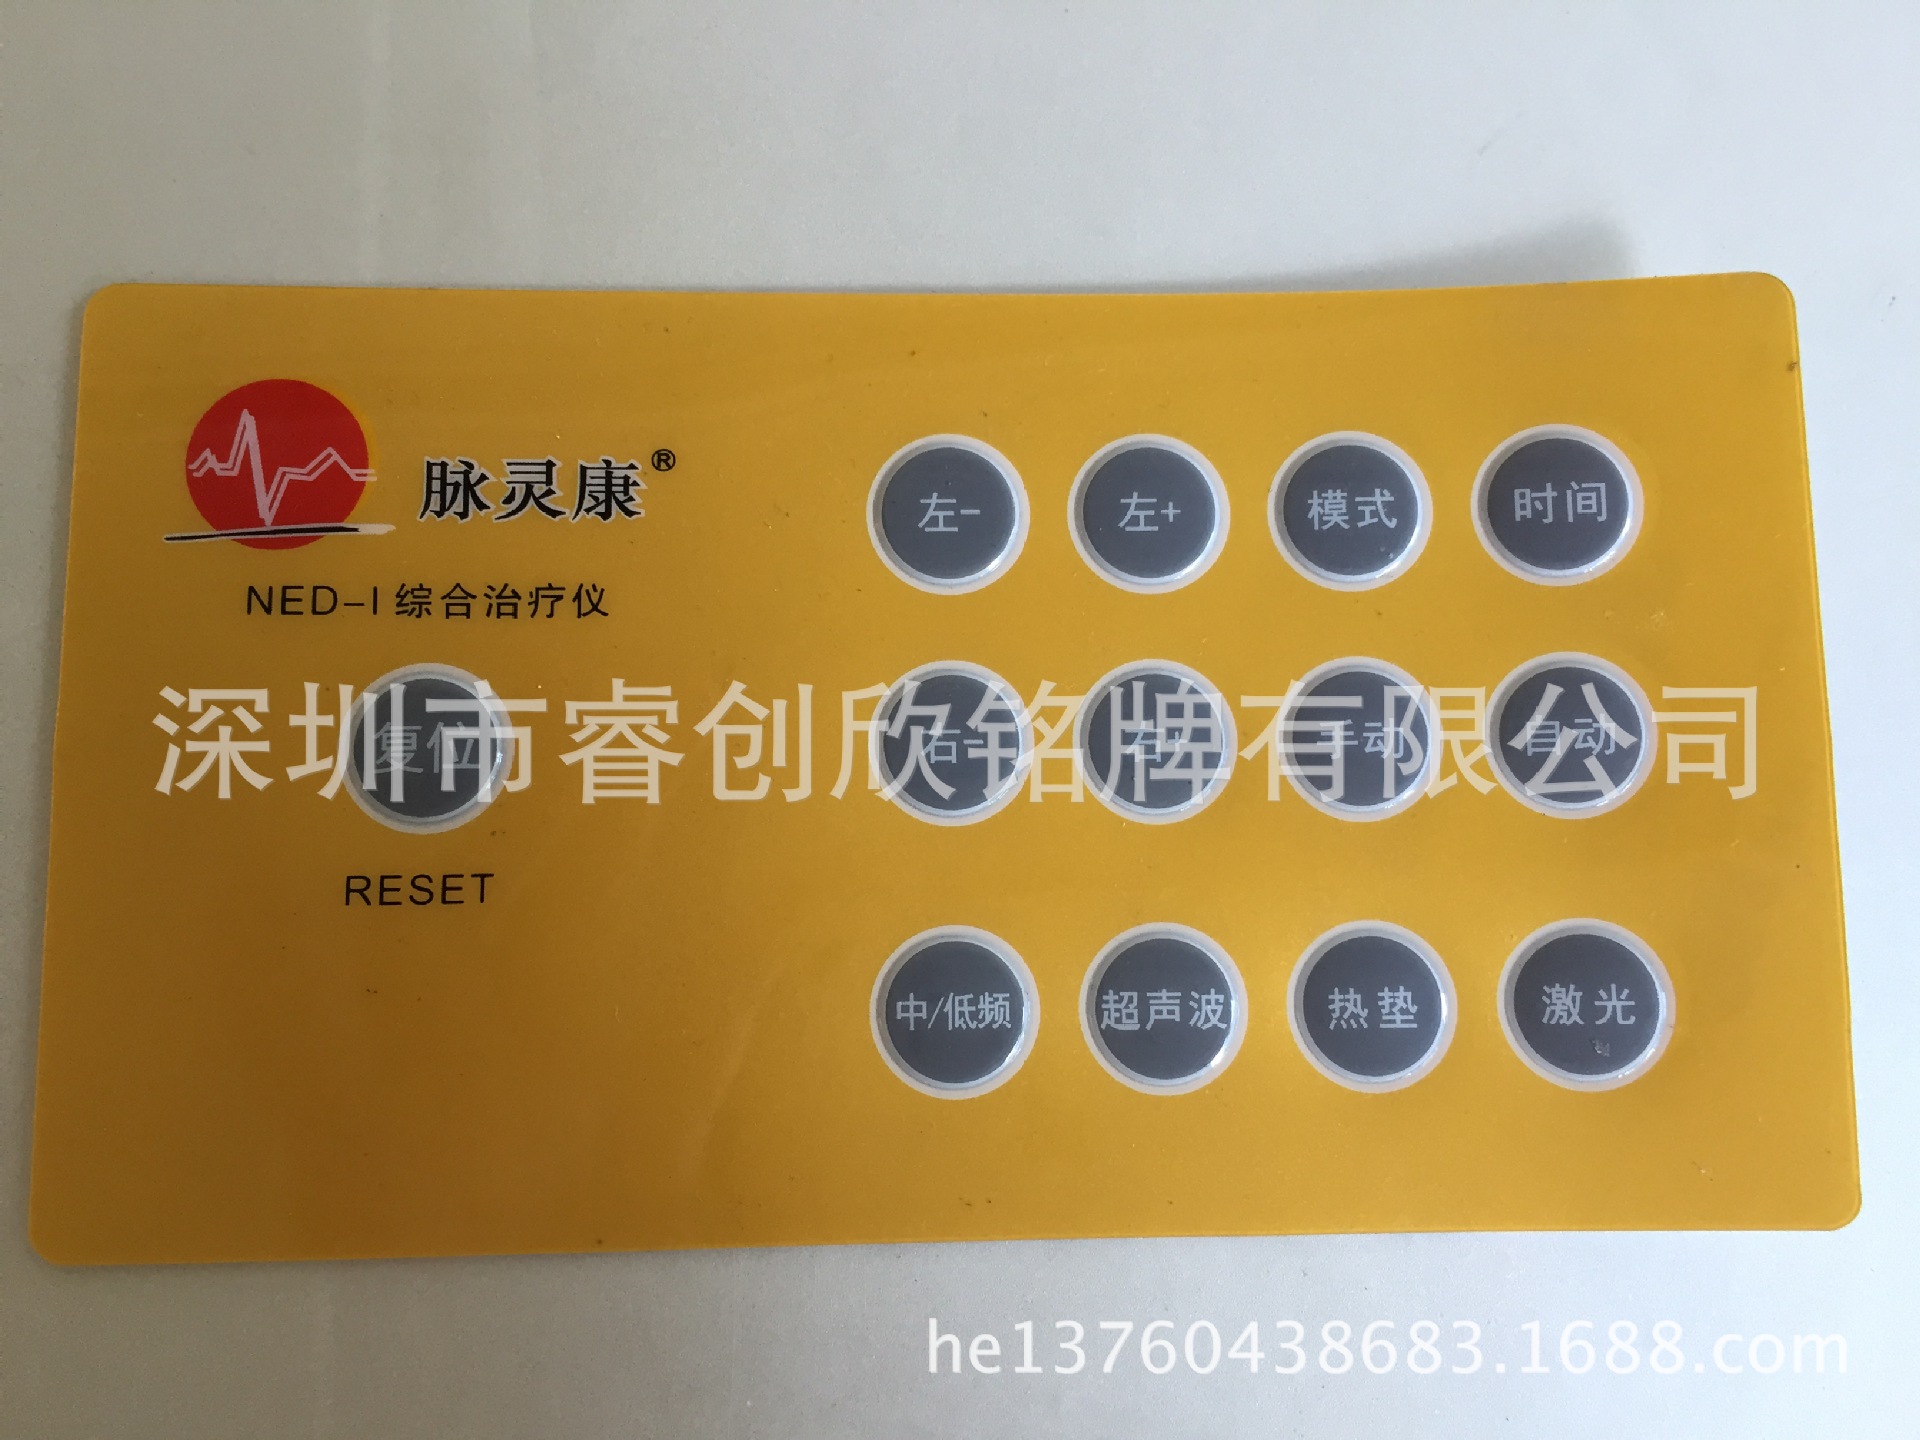 脉灵康®
NED-I 综合治疗仪
左- 左+ 模式 时间
复位 右- 右+ 手动 自动
深圳市睿创欣铭牌有限公司
RESET
中/低频 超声波 热垫 激光
he13760438683.1688.com